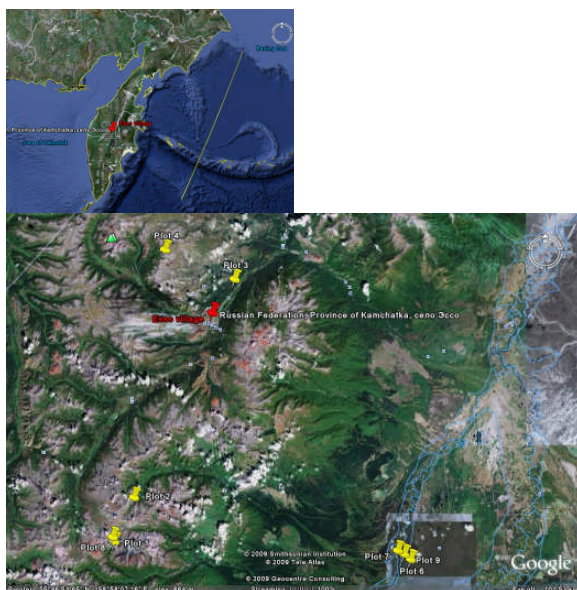 Bering Sea
Province of Kamchatka, село Эссо
Sea of Okhotsk
Plot 4
Plot 3
Esso village
Russian Federation, Province of Kamchatka, село Эссо
Plot 2
Plot 1
Plot 8
Plot 7
Plot 9
Plot 6
© 2009 Smithsonian Institution
© 2009 Tele Atlas
© 2009 Geocentre Consulting
Google